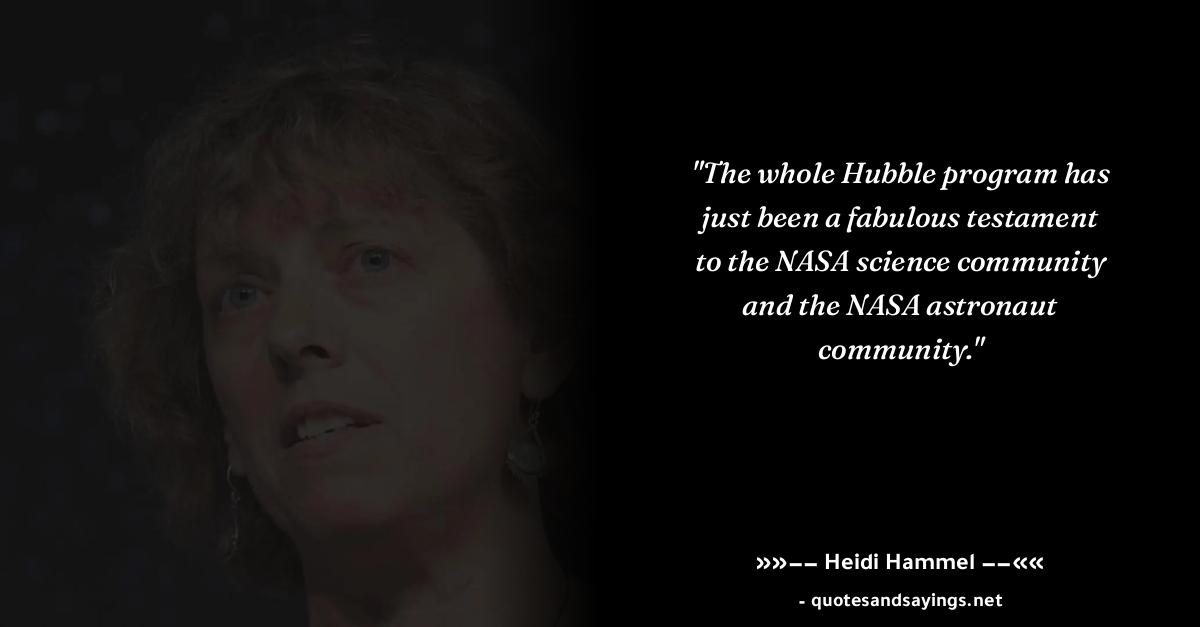 "The whole Hubble program has
just been a fabulous testament
to the NASA science community
and the NASA astronaut
community."
»»−− Heidi Hammel −−««
- quotesandsayings.net